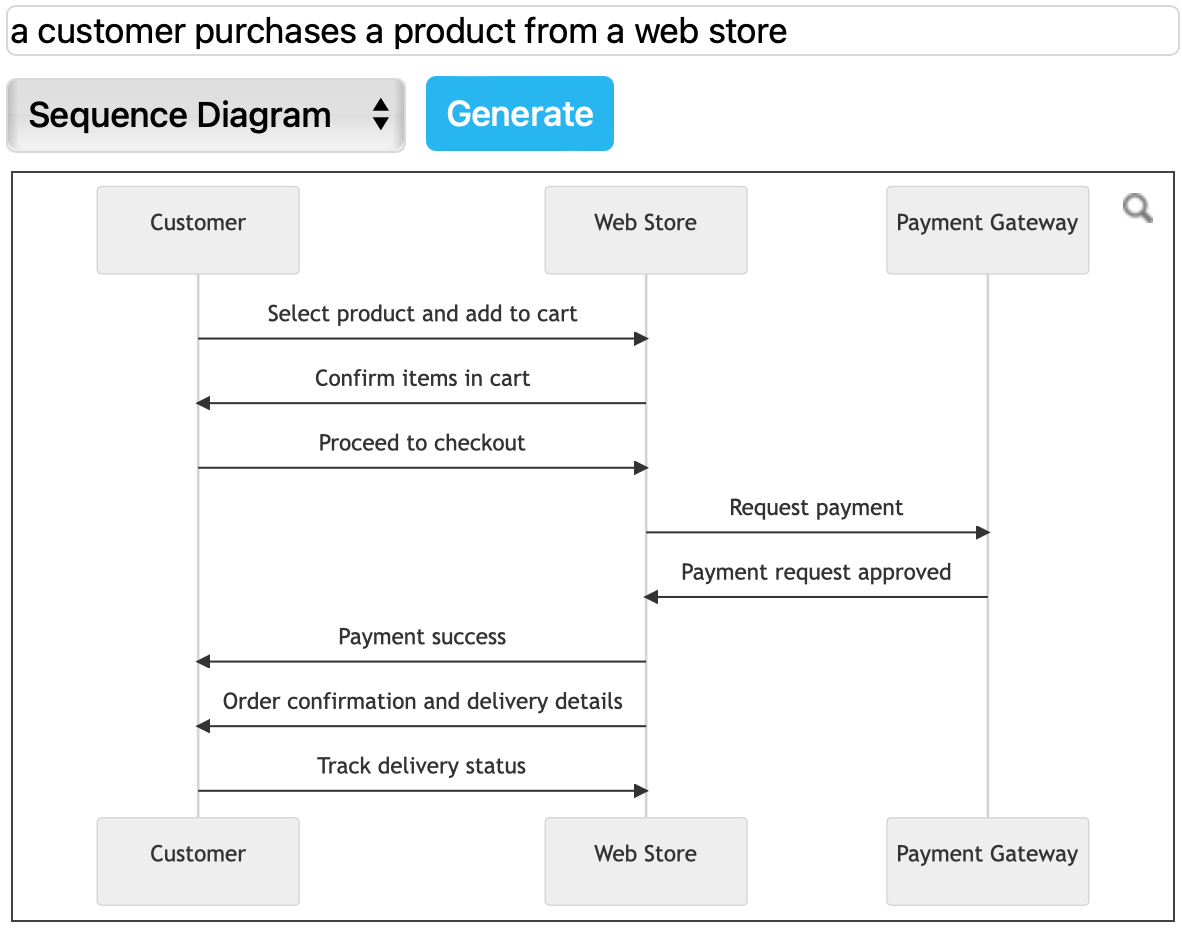 a customer purchases a product from a web store
Sequence Diagram
Generate
Customer
Web Store
Payment Gateway
Select product and add to cart
Confirm items in cart
Proceed to checkout
Request payment
Payment request approved
Payment success
Order confirmation and delivery details
Track delivery status
Customer
Web Store
Payment Gateway